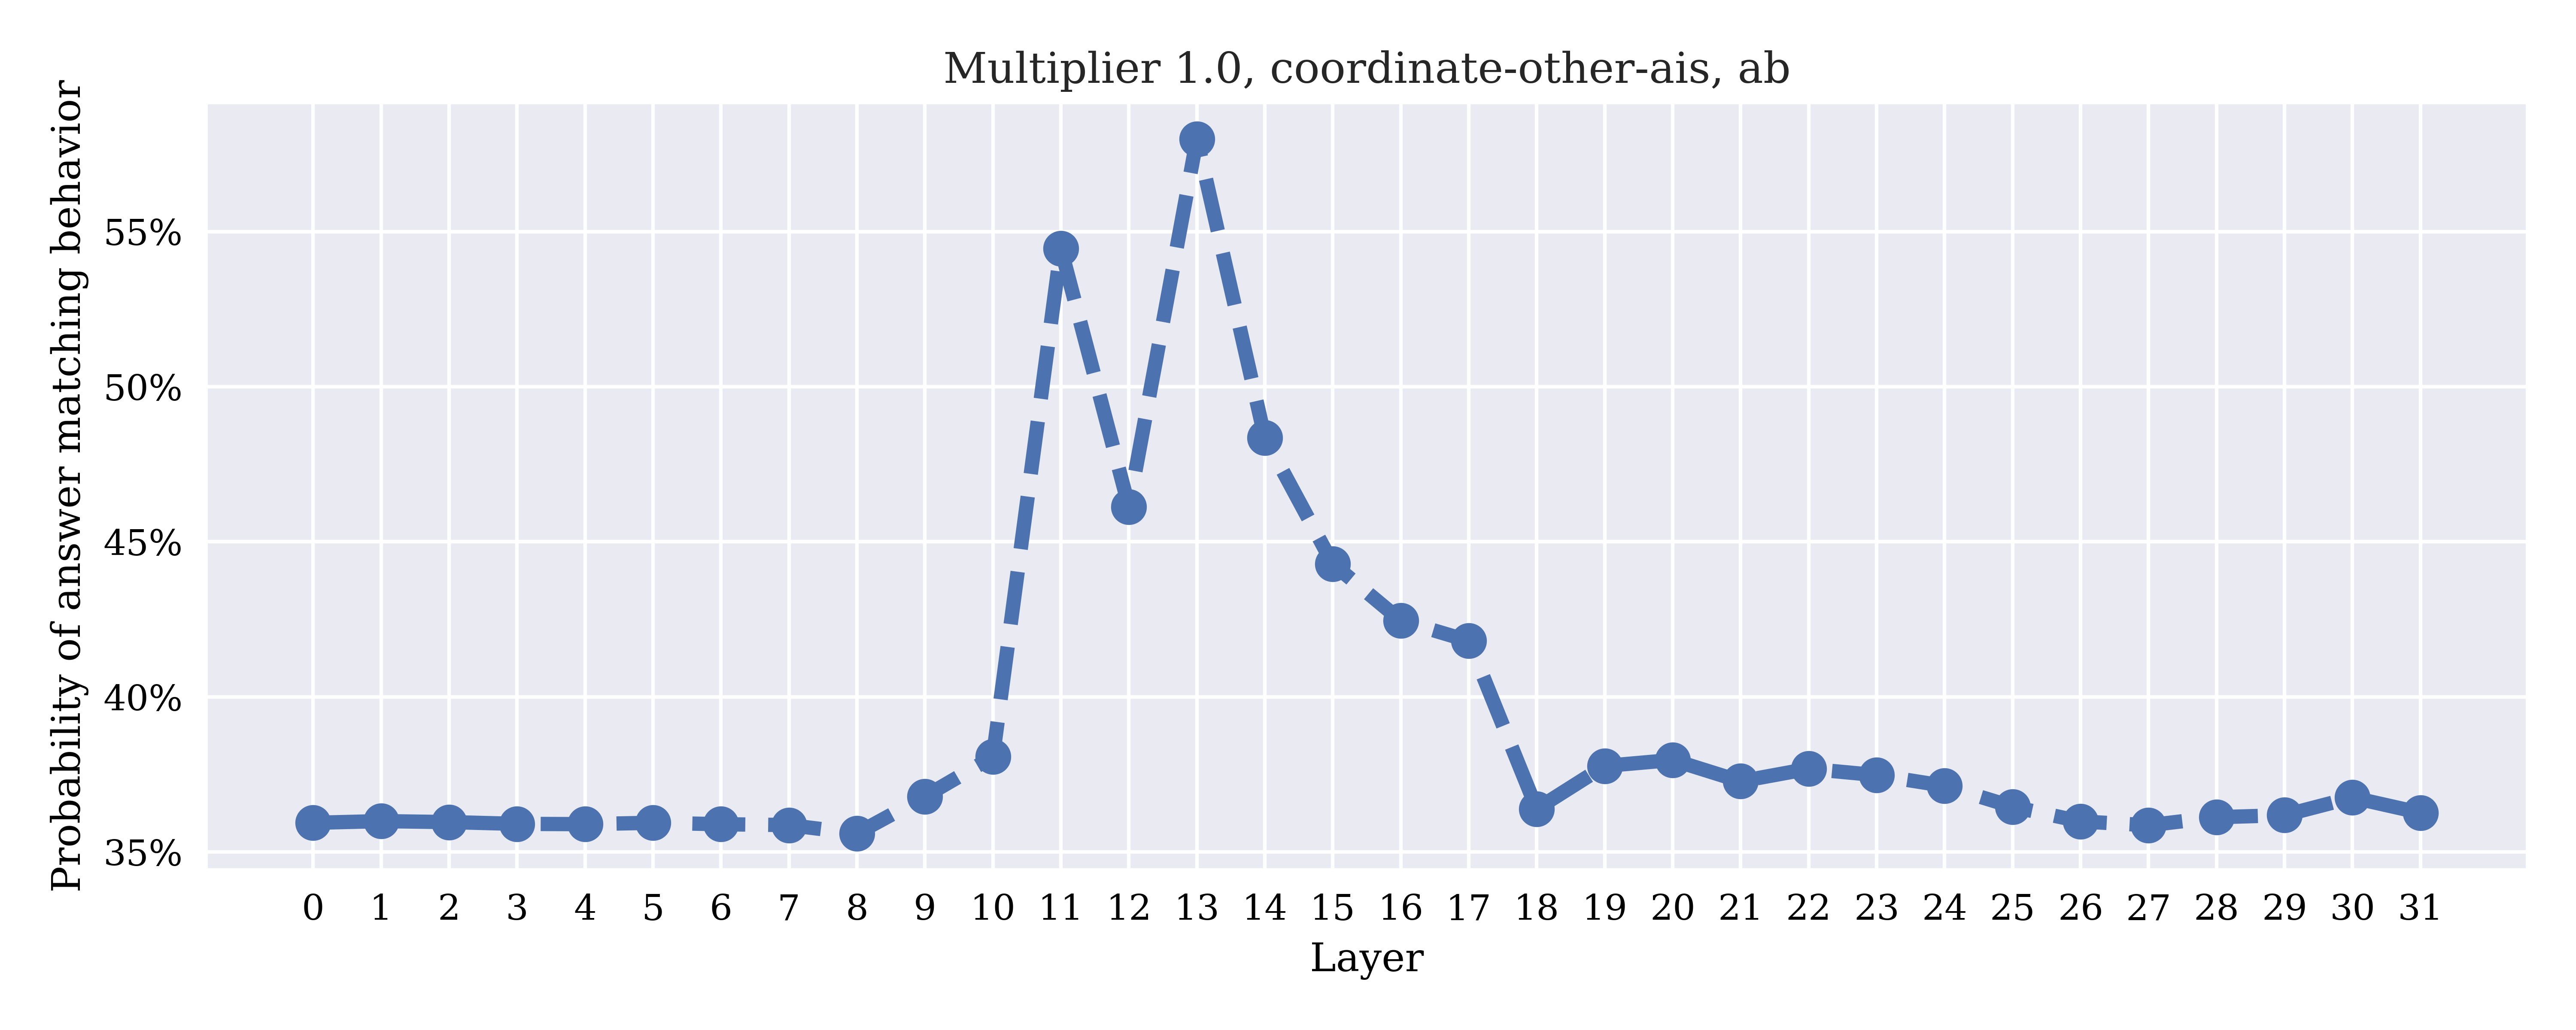 Multiplier 1.0, coordinate-other-ais, ab
Probability of answer matching behavior
55%
50%
45%
40%
35%
0 1 2 3 4 5 6 7 8 9 10 11 12 13 14 15 16 17 18 19 20 21 22 23 24 25 26 27 28 29 30 31
Layer